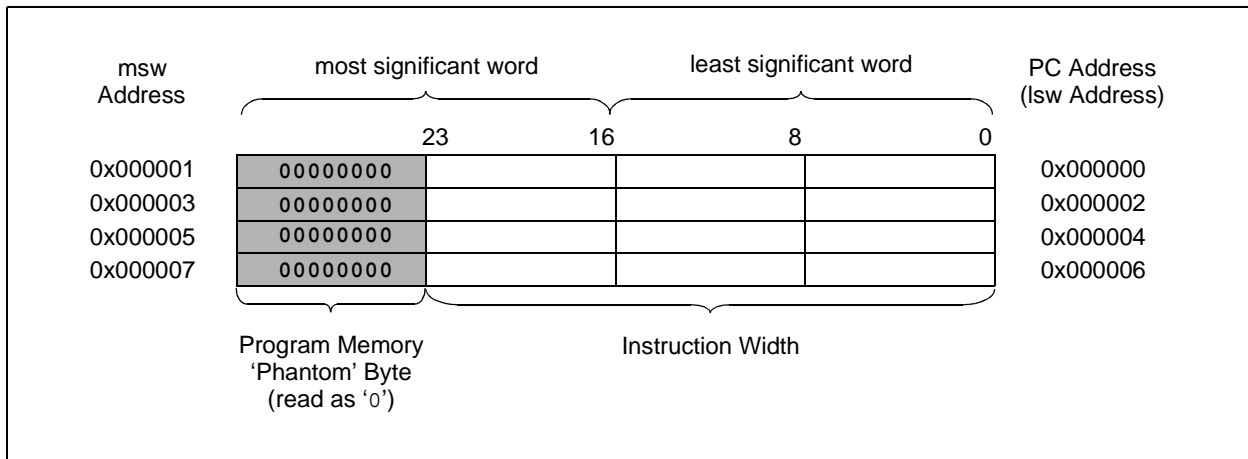 msw
Address
most significant word
least significant word
PC Address
(lsw Address)
23
16
8
0
0x000001
00000000
0x000000
0x000003
00000000
0x000002
0x000005
00000000
0x000004
0x000007
00000000
0x000006
Program Memory
‘Phantom’ Byte
(read as ‘0’)
Instruction Width